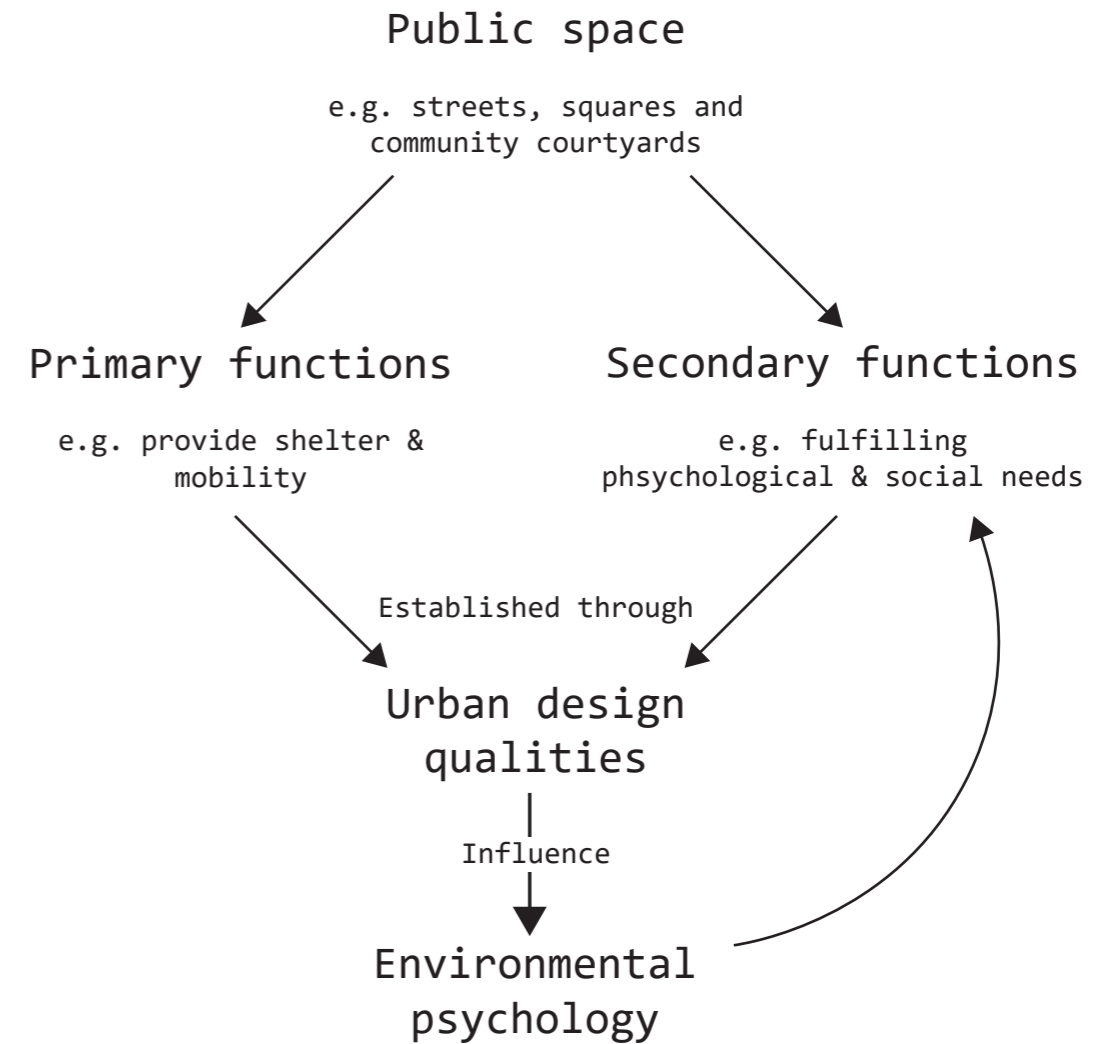 Public space
e.g. streets, squares and
community courtyards
Primary functions
e.g. provide shelter &
mobility
Secondary functions
e.g. fulfilling
phsychological & social needs
Established through
Urban design
qualities
Influence
Environmental
psychology